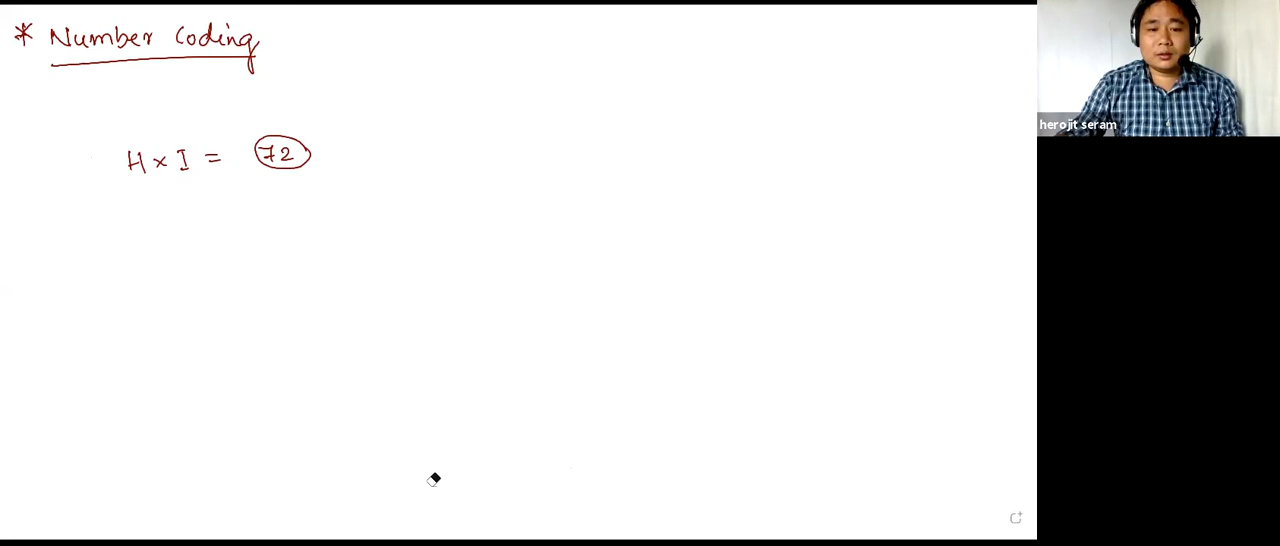 * Number Coding
herojit seram
H × I = 72